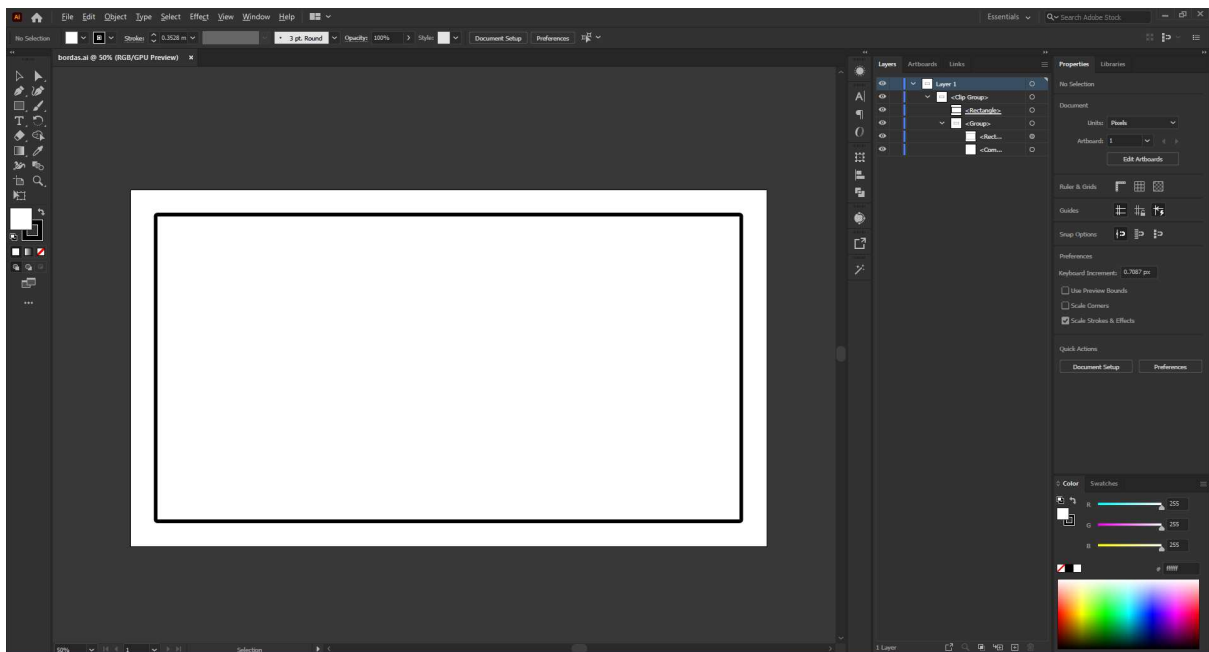 Ai File Edit Object Type Select Effect View Window Help Essentials Search Adobe Stock
No Selection Stroke: 0.3528 m 3 pt. Round Opacity: 100% Style: Document Setup Preferences
bordas.ai @ 50% (RGB/GPU Preview) ×
Layers Artboards Links
Layer 1
<Clip Group>
<Rectangle>
<Group>
<Rect...
<Com...
Properties Libraries
No Selection
Document
Units: Pixels
Artboard: 1
Edit Artboards
Ruler & Grids
Guides
Snap Options
Preferences
Keyboard Increment: 0.7087 px
Use Preview Bounds
Scale Corners
Scale Strokes & Effects
Quick Actions
Document Setup Preferences
Color Swatches
R 255
G 255
B 255
# ffffff
50% 1 Selection
1 Layer